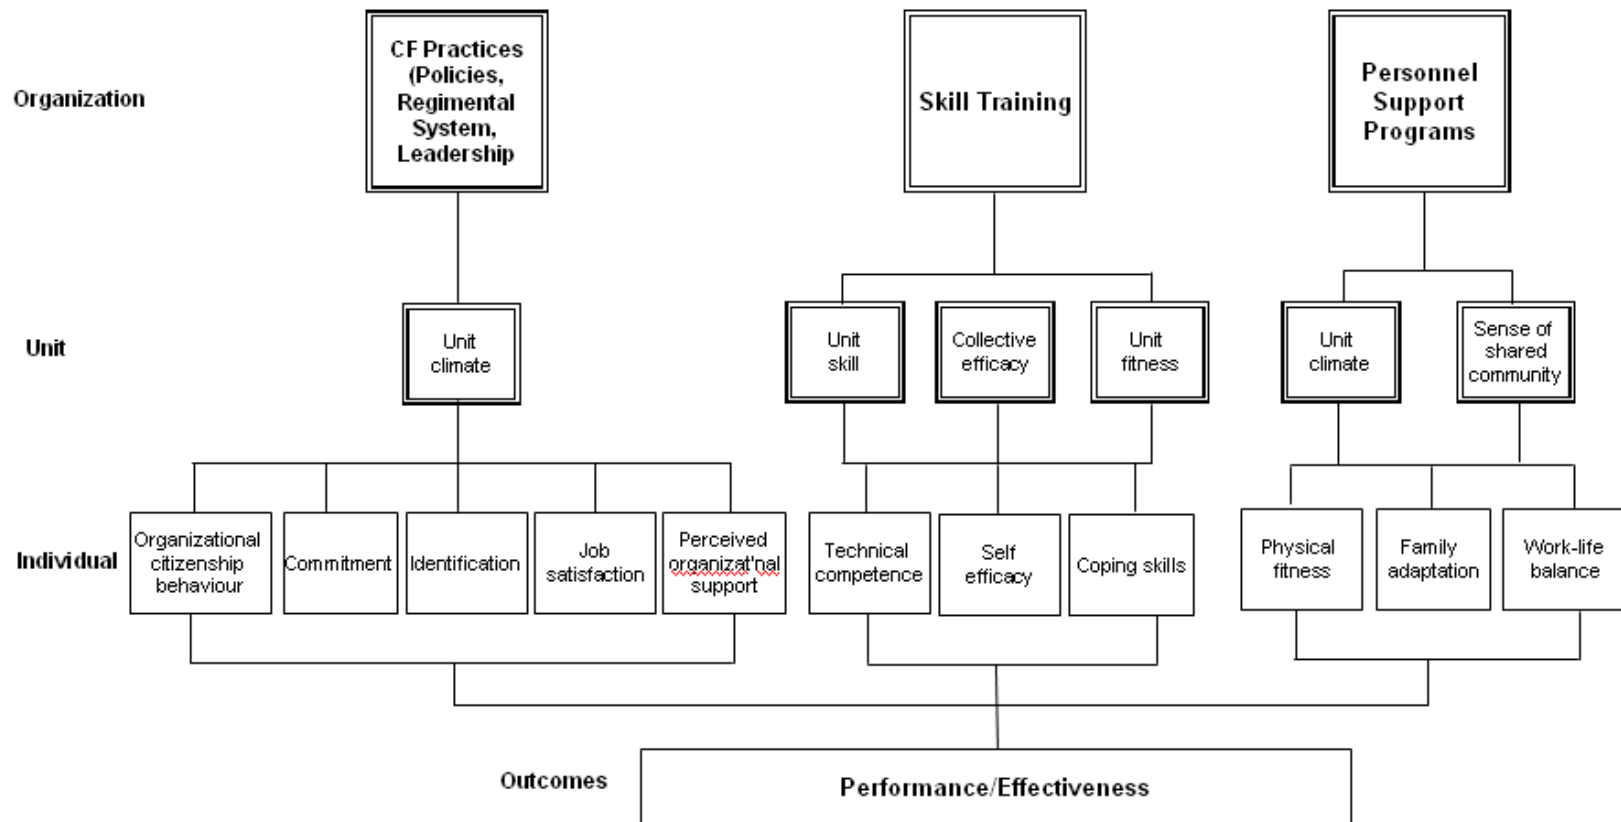 CF Practices
(Policies,
Regimental
System,
Leadership
Organization
Skill Training
Personnel
Support
Programs
Unit
Unit
climate
Unit
skill
Collective
efficacy
Unit
fitness
Unit
climate
Sense of
shared
community
Individual
Organizational
citizenship
behaviour
Commitment
Identification
Job
satisfaction
Perceived
organizat'nal
support
Technical
competence
Self
efficacy
Coping skills
Physical
fitness
Family
adaptation
Work-life
balance
Outcomes
Performance/Effectiveness